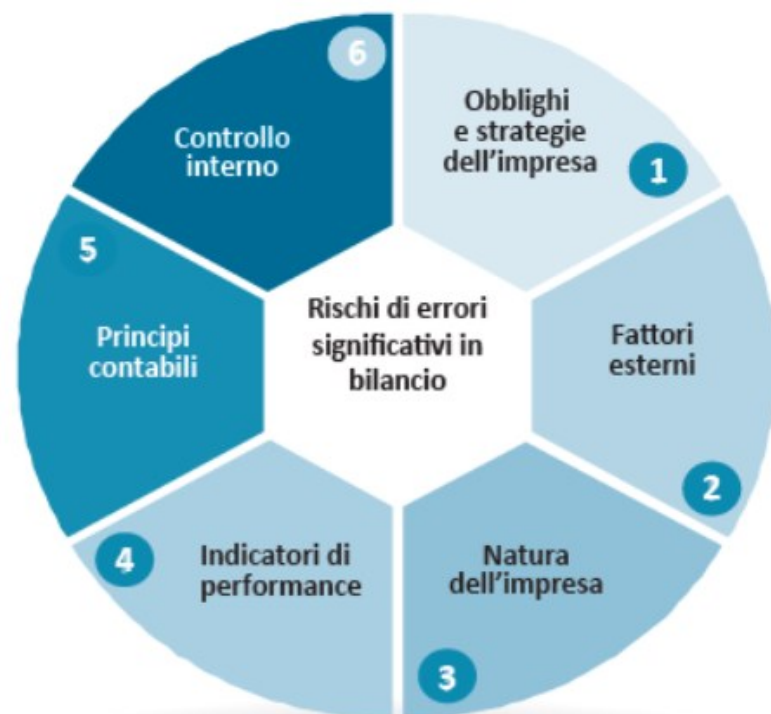 Obblighi
e strategie
dell'impresa
1
Fattori
esterni
2
Natura
dell'impresa
3
Indicatori di
performance
4
Principi
contabili
5
Controllo
interno
6
Rischi di errori
significativi in
bilancio